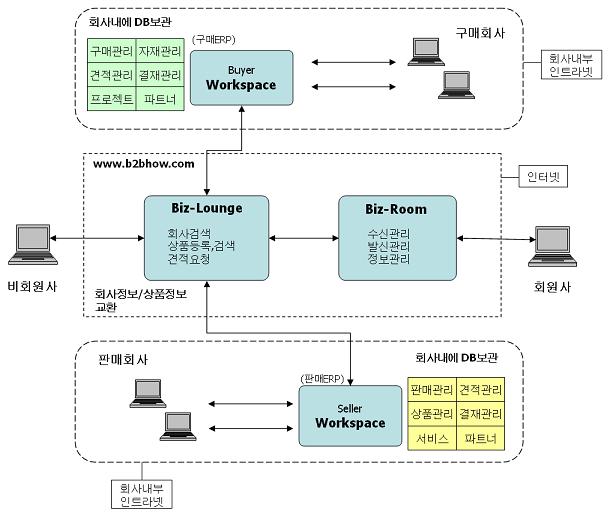 회사내에 DB보관
(구매ERP)
구매회사
구매관리 자재관리
견적관리 결재관리
프로젝트 파트너
Buyer
Workspace
회사내부
인트라넷
www.b2bhow.com
인터넷
Biz-Lounge
회사검색
상품등록,검색
견적요청
Biz-Room
수신관리
발신관리
정보관리
비회원사
회원사
회사정보/상품정보
교환
판매회사
회사내에 DB보관
(판매ERP)
Seller
Workspace
판매관리 견적관리
상품관리 결재관리
서비스 파트너
회사내부
인트라넷